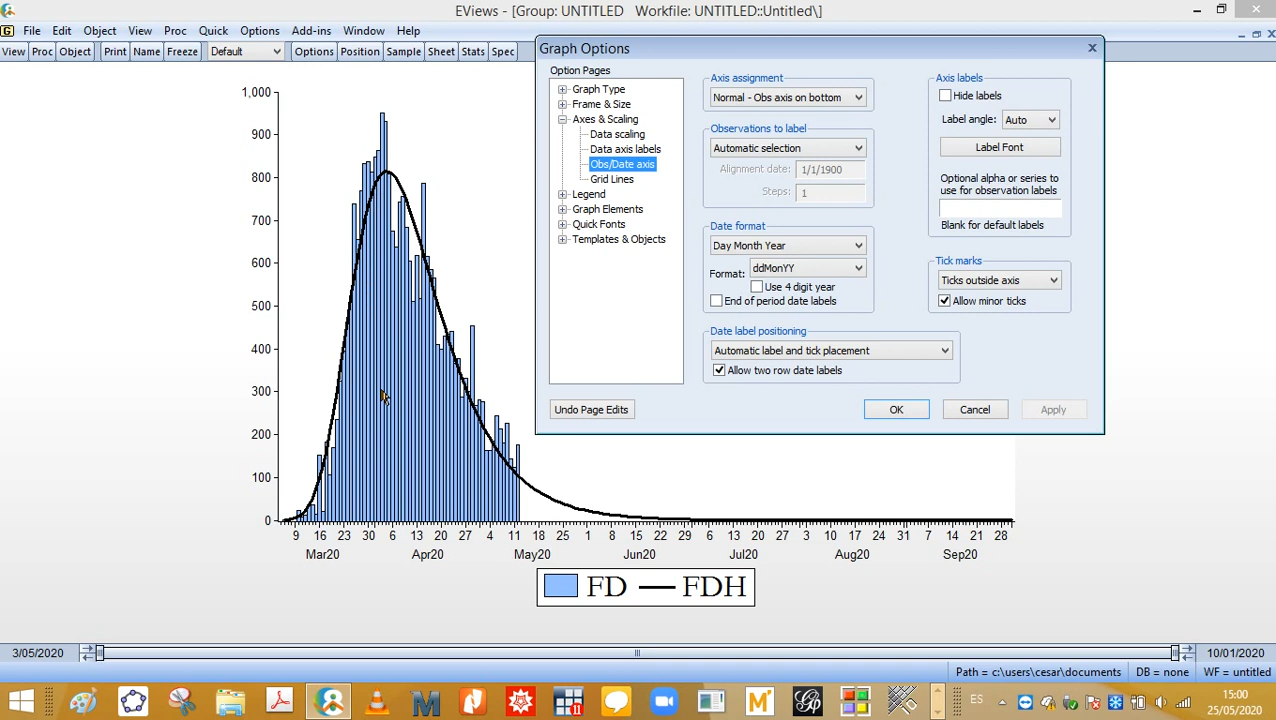 EViews - [Group: UNTITLED   Workfile: UNTITLED::Untitled\]
File Edit Object View Proc Quick Options Add-ins Window Help
View Proc Object Print Name Freeze Default Options Position Sample Sheet Stats Spec
Graph Options
Option Pages
Graph Type
Frame & Size
Axes & Scaling
Data scaling
Data axis labels
Obs/Date axis
Grid Lines
Legend
Graph Elements
Quick Fonts
Templates & Objects
Axis assignment
Normal - Obs axis on bottom
Observations to label
Automatic selection
Alignment date: 1/1/1900
Steps: 1
Date format
Day Month Year
Format: ddMonYY
Use 4 digit year
End of period date labels
Date label positioning
Automatic label and tick placement
Allow two row date labels
Axis labels
Hide labels
Label angle: Auto
Label Font
Optional alpha or series to
use for observation labels
Blank for default labels
Tick marks
Ticks outside axis
Allow minor ticks
Undo Page Edits OK Cancel Apply
1,000
900
800
700
600
500
400
300
200
100
0
9 16 23 30 6 13 20 27 4 11 18 25 1 8 15 22 29 6 13 20 27 3 10 17 24 31 7 14 21 28
Mar20 Apr20 May20 Jun20 Jul20 Aug20 Sep20
FD FDH
3/05/2020 10/01/2020
Path = c:\users\cesar\documents DB = none WF = untitled
ES 15:00
25/05/2020